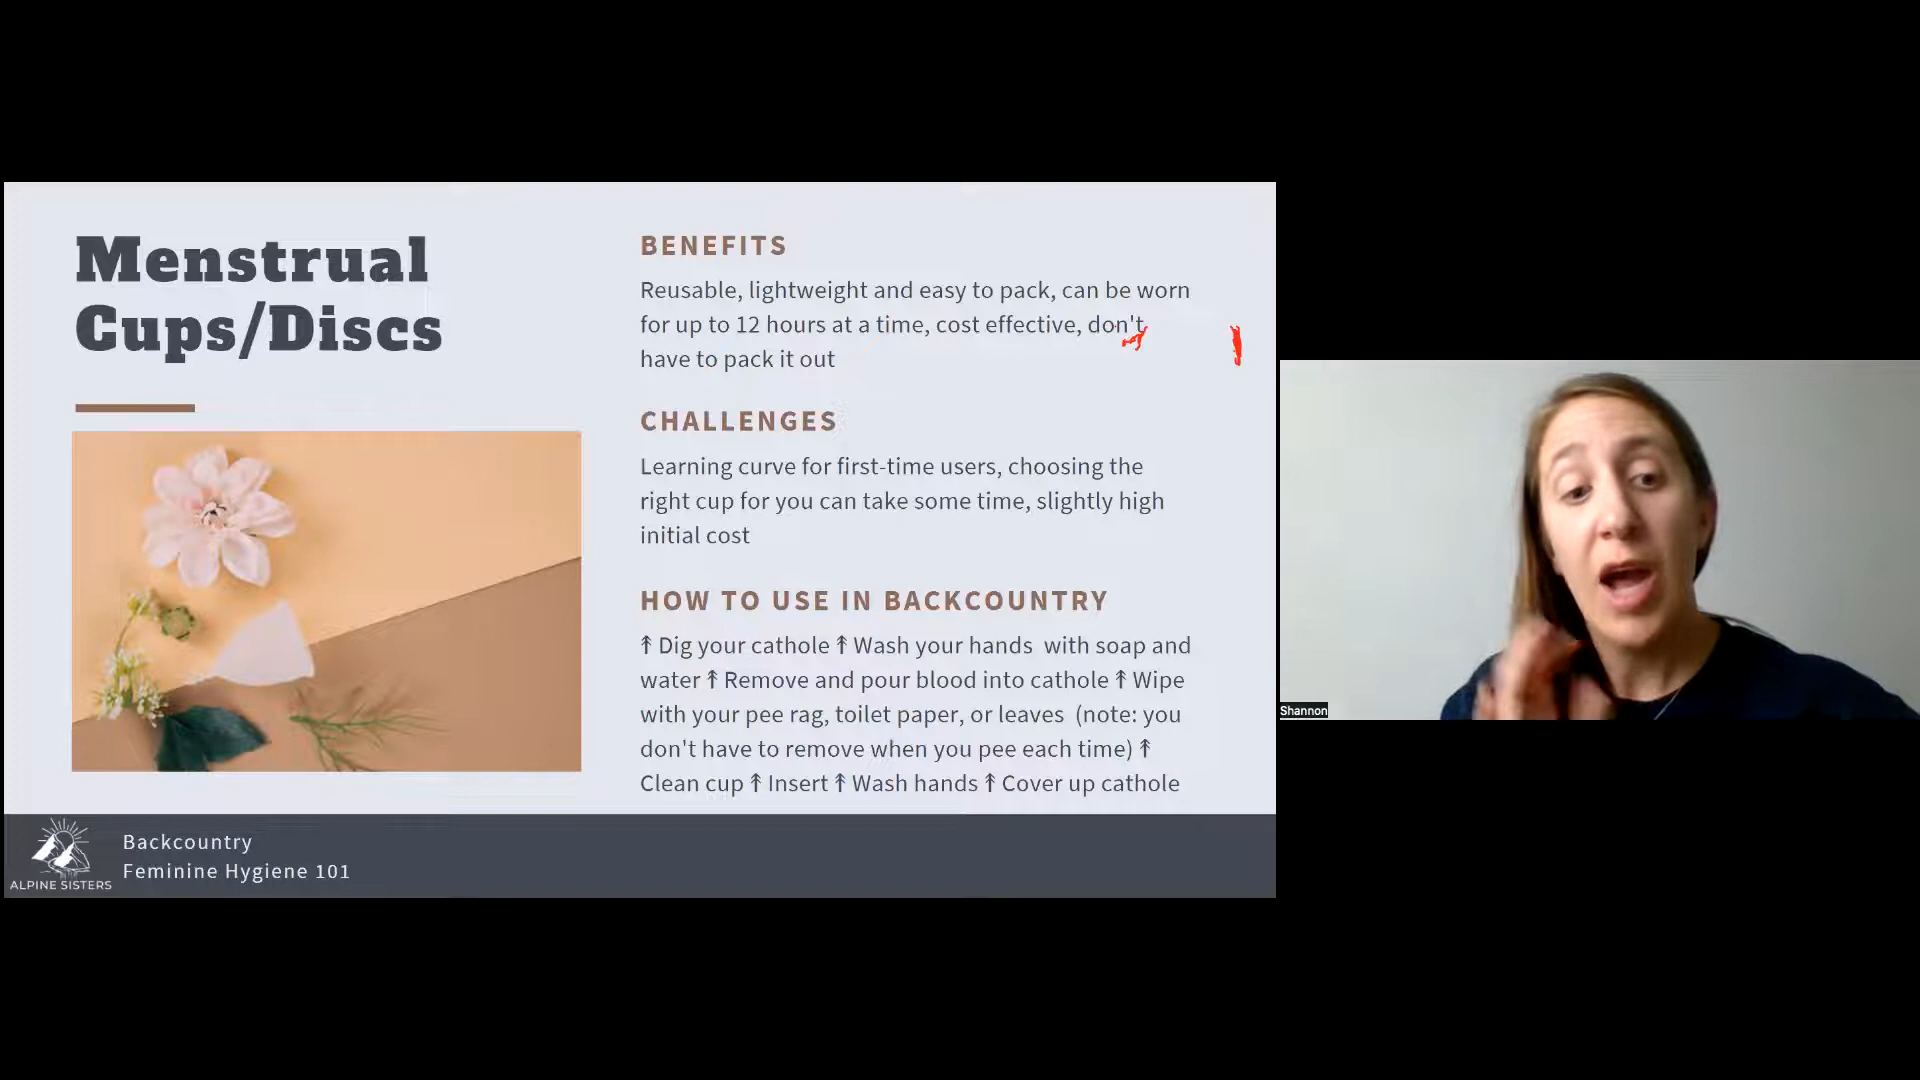 Menstrual
Cups/Discs
BENEFITS
Reusable, lightweight and easy to pack, can be worn
for up to 12 hours at a time, cost effective, don't
have to pack it out
CHALLENGES
Learning curve for first-time users, choosing the
right cup for you can take some time, slightly high
initial cost
HOW TO USE IN BACKCOUNTRY
↟ Dig your cathole ↟ Wash your hands  with soap and
water ↟ Remove and pour blood into cathole ↟ Wipe
with your pee rag, toilet paper, or leaves  (note: you
don't have to remove when you pee each time) ↟
Clean cup ↟ Insert ↟ Wash hands ↟ Cover up cathole
ALPINE SISTERS
Backcountry
Feminine Hygiene 101
Shannon